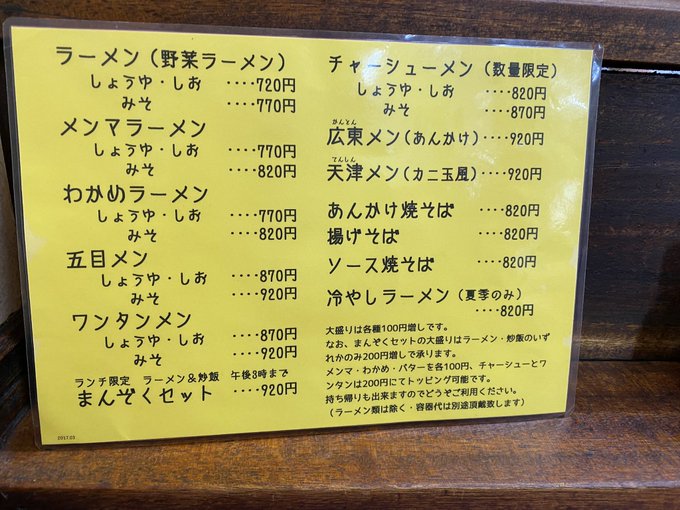 ラーメン(野菜ラーメン)
しょうゆ・しお ････720円
みそ ････770円
メンマラーメン
しょうゆ・しお ････770円
みそ ････820円
わかめラーメン
しょうゆ・しお ････770円
みそ ････820円
五目メン
しょうゆ・しお ････870円
みそ ････920円
ワンタンメン
しょうゆ・しお ････870円
みそ ････920円
ランチ限定 ラーメン&炒飯 午後3時まで
まんぞくセット ････920円
2017.03
チャーシューメン(数量限定)
しょうゆ・しお ････820円
みそ ････870円
かんとん
広東メン(あんかけ)････920円
てんしん
天津メン(カニ玉風)････920円
あんかけ焼そば ････820円
揚げそば ････820円
ソース焼そば ････820円
冷やしラーメン(夏季のみ)
････820円
大盛りは各種100円増しです。
なお、まんぞくセットの大盛りはラーメン・炒飯のいず
れかのみ200円増しで承ります。
メンマ・わかめ・バターを各100円、チャーシューとワ
ンタンは200円にてトッピング可能です。
持ち帰りも出来ますのでどうぞご利用ください。
(ラーメン類は除く・容器代は別途頂戴致します)